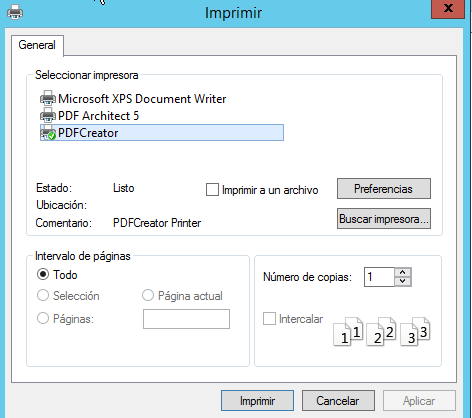 Imprimir
General
Seleccionar impresora
Microsoft XPS Document Writer
PDF Architect 5
PDFCreator
Estado: Listo
Imprimir a un archivo
Preferencias
Ubicación:
Comentario: PDFCreator Printer
Buscar impresora...
Intervalo de páginas
Todo
Selección
Página actual
Páginas:
Número de copias: 1
Intercalar
1 1 2 2 3 3
Imprimir
Cancelar
Aplicar